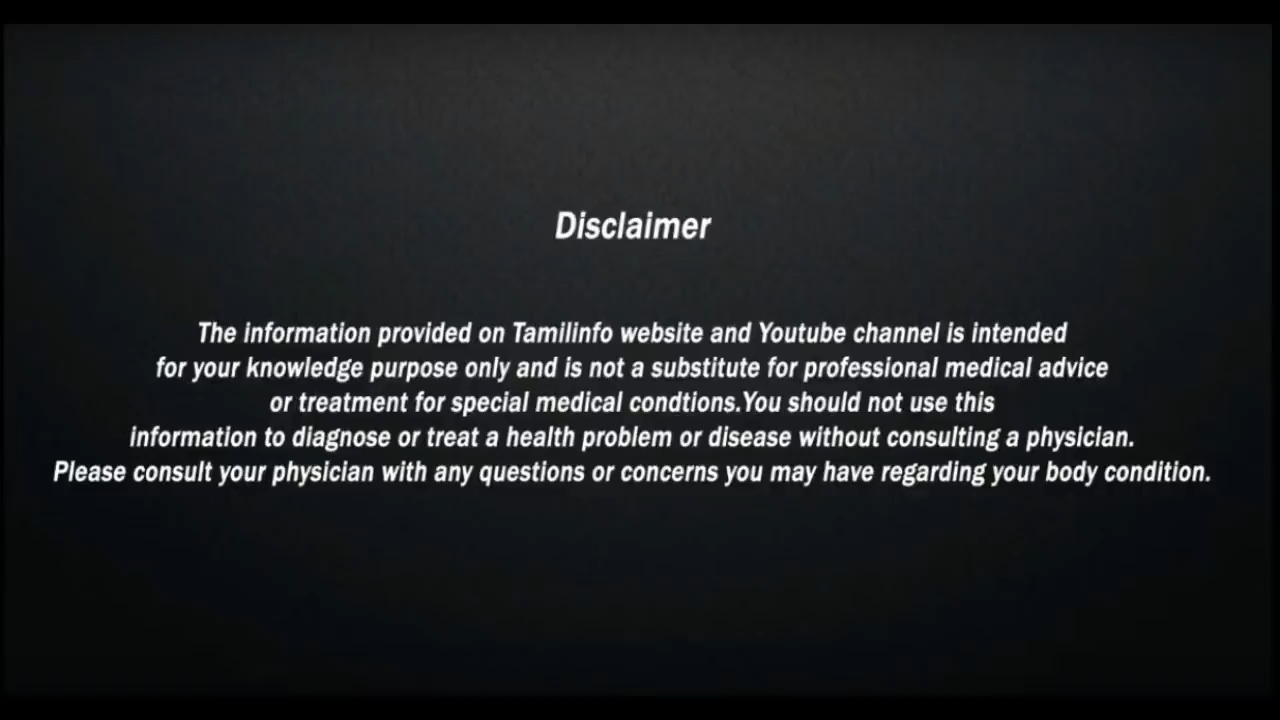 Disclaimer
The information provided on Tamilinfo website and Youtube channel is intended
for your knowledge purpose only and is not a substitute for professional medical advice
or treatment for special medical condtions.You should not use this
information to diagnose or treat a health problem or disease without consulting a physician.
Please consult your physician with any questions or concerns you may have regarding your body condition.